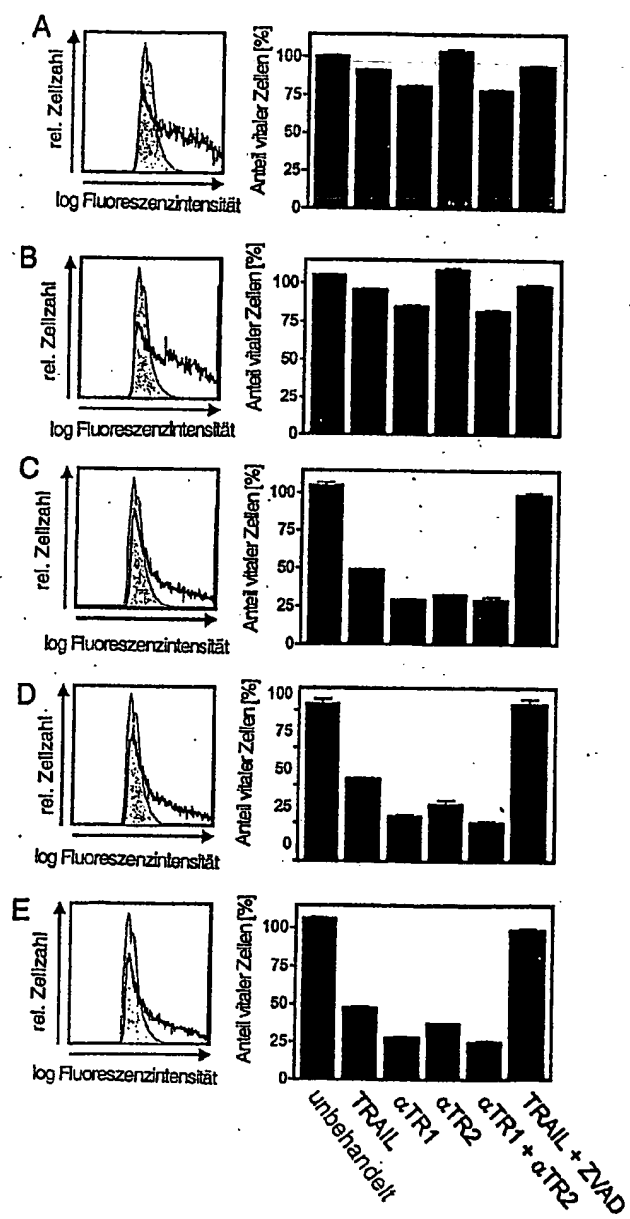 A
rel. Zellzahl
log Fluoreszenzintensität
Anteil vitaler Zellen [%]
100
75
50
25
0
B
rel. Zellzahl
log Fluoreszenzintensität
Anteil vitaler Zellen [%]
100
75
50
25
0
C
rel. Zellzahl
log Fluoreszenzintensität
Anteil vitaler Zellen [%]
100
75
50
25
0
D
rel. Zellzahl
log Fluoreszenzintensität
Anteil vitaler Zellen [%]
100
75
50
25
0
E
rel. Zellzahl
log Fluoreszenzintensität
Anteil vitaler Zellen [%]
100
75
50
25
0
unbehandelt
TRAIL
αTR1
αTR2
αTR1 + αTR2
TRAIL + ZVAD